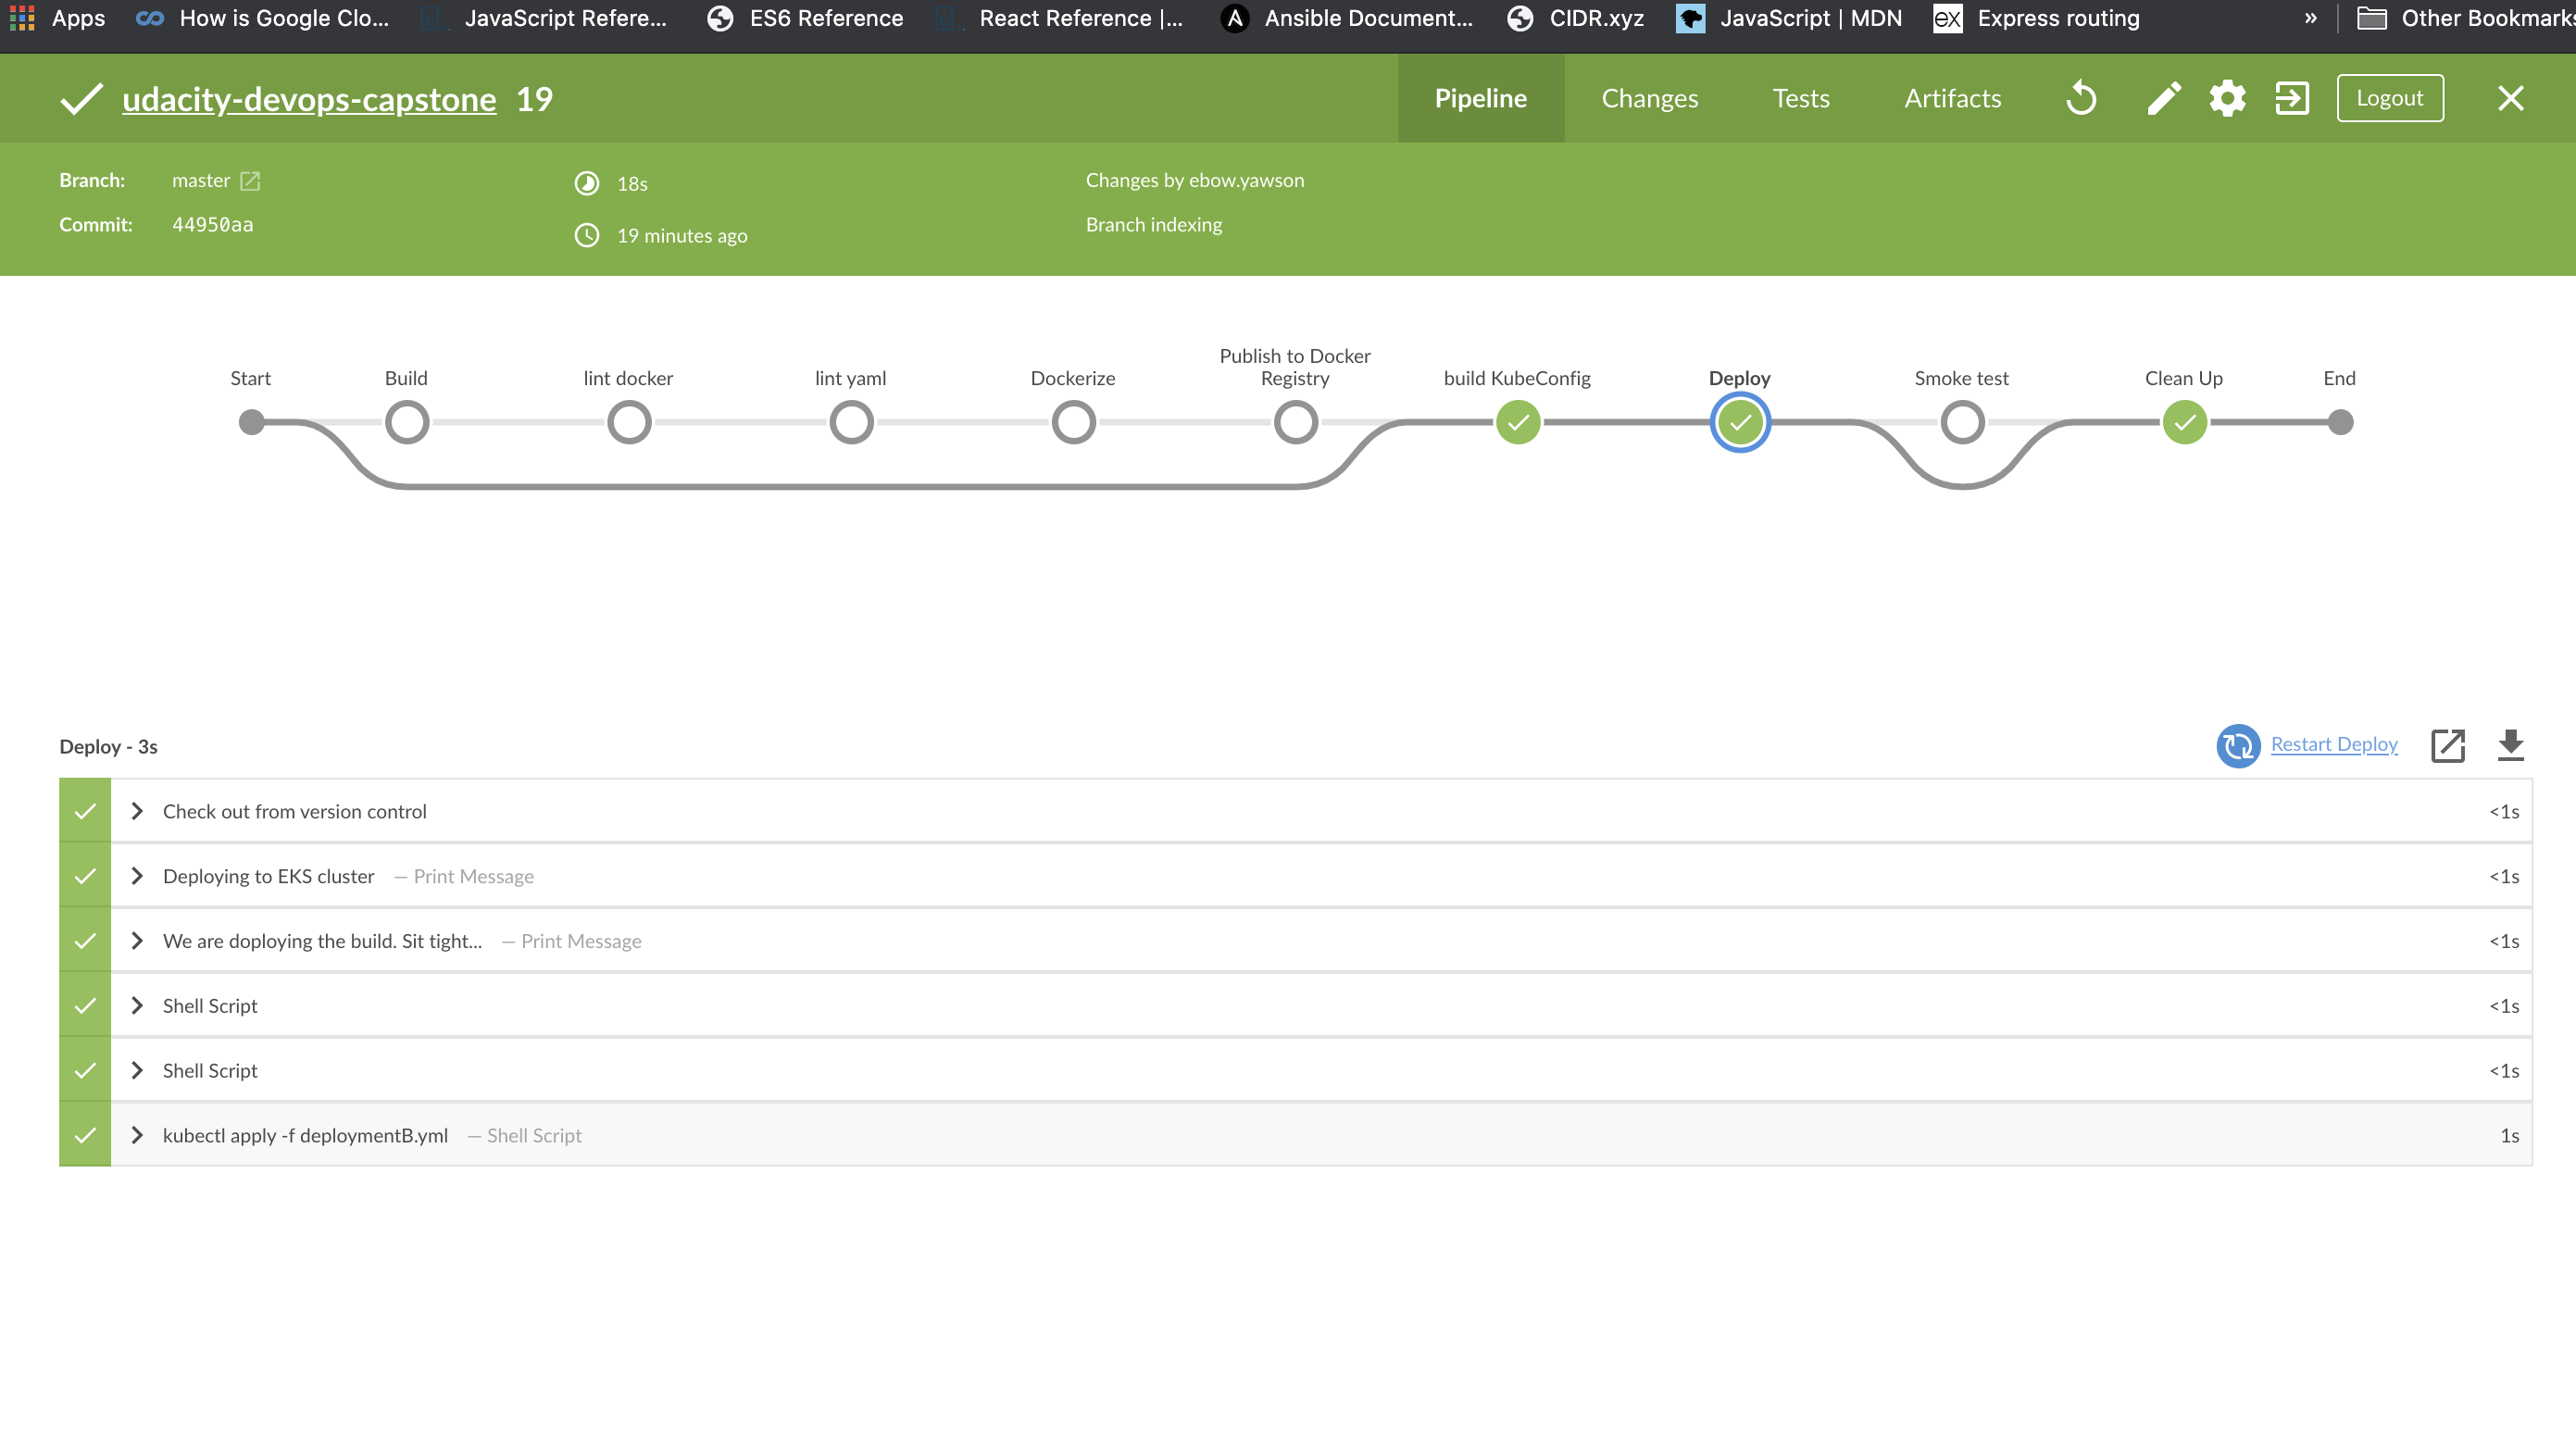 Apps How is Google Clo... JavaScript Refere... ES6 Reference React Reference |... A Ansible Document... CIDR.xyz JavaScript | MDN ex Express routing » Other Bookmarks
udacity-devops-capstone 19 Pipeline Changes Tests Artifacts Logout
Branch: master 18s Changes by ebow.yawson
Commit: 44950aa 19 minutes ago Branch indexing
Start Build lint docker lint yaml Dockerize Publish to Docker Registry build KubeConfig Deploy Smoke test Clean Up End
Deploy - 3s Restart Deploy
Check out from version control <1s
Deploying to EKS cluster — Print Message <1s
We are doploying the build. Sit tight... — Print Message <1s
Shell Script <1s
Shell Script <1s
kubectl apply -f deploymentB.yml — Shell Script 1s